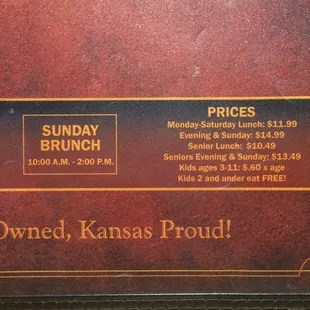 SUNDAY
BRUNCH
10:00 A.M. - 2:00 P.M.
PRICES
Monday-Saturday Lunch: $11.99
Evening & Sunday: $14.99
Senior Lunch: $10.49
Seniors Evening & Sunday: $13.49
Kids ages 3-11: $.60 x age
Kids 2 and under eat FREE!
Owned, Kansas Proud!